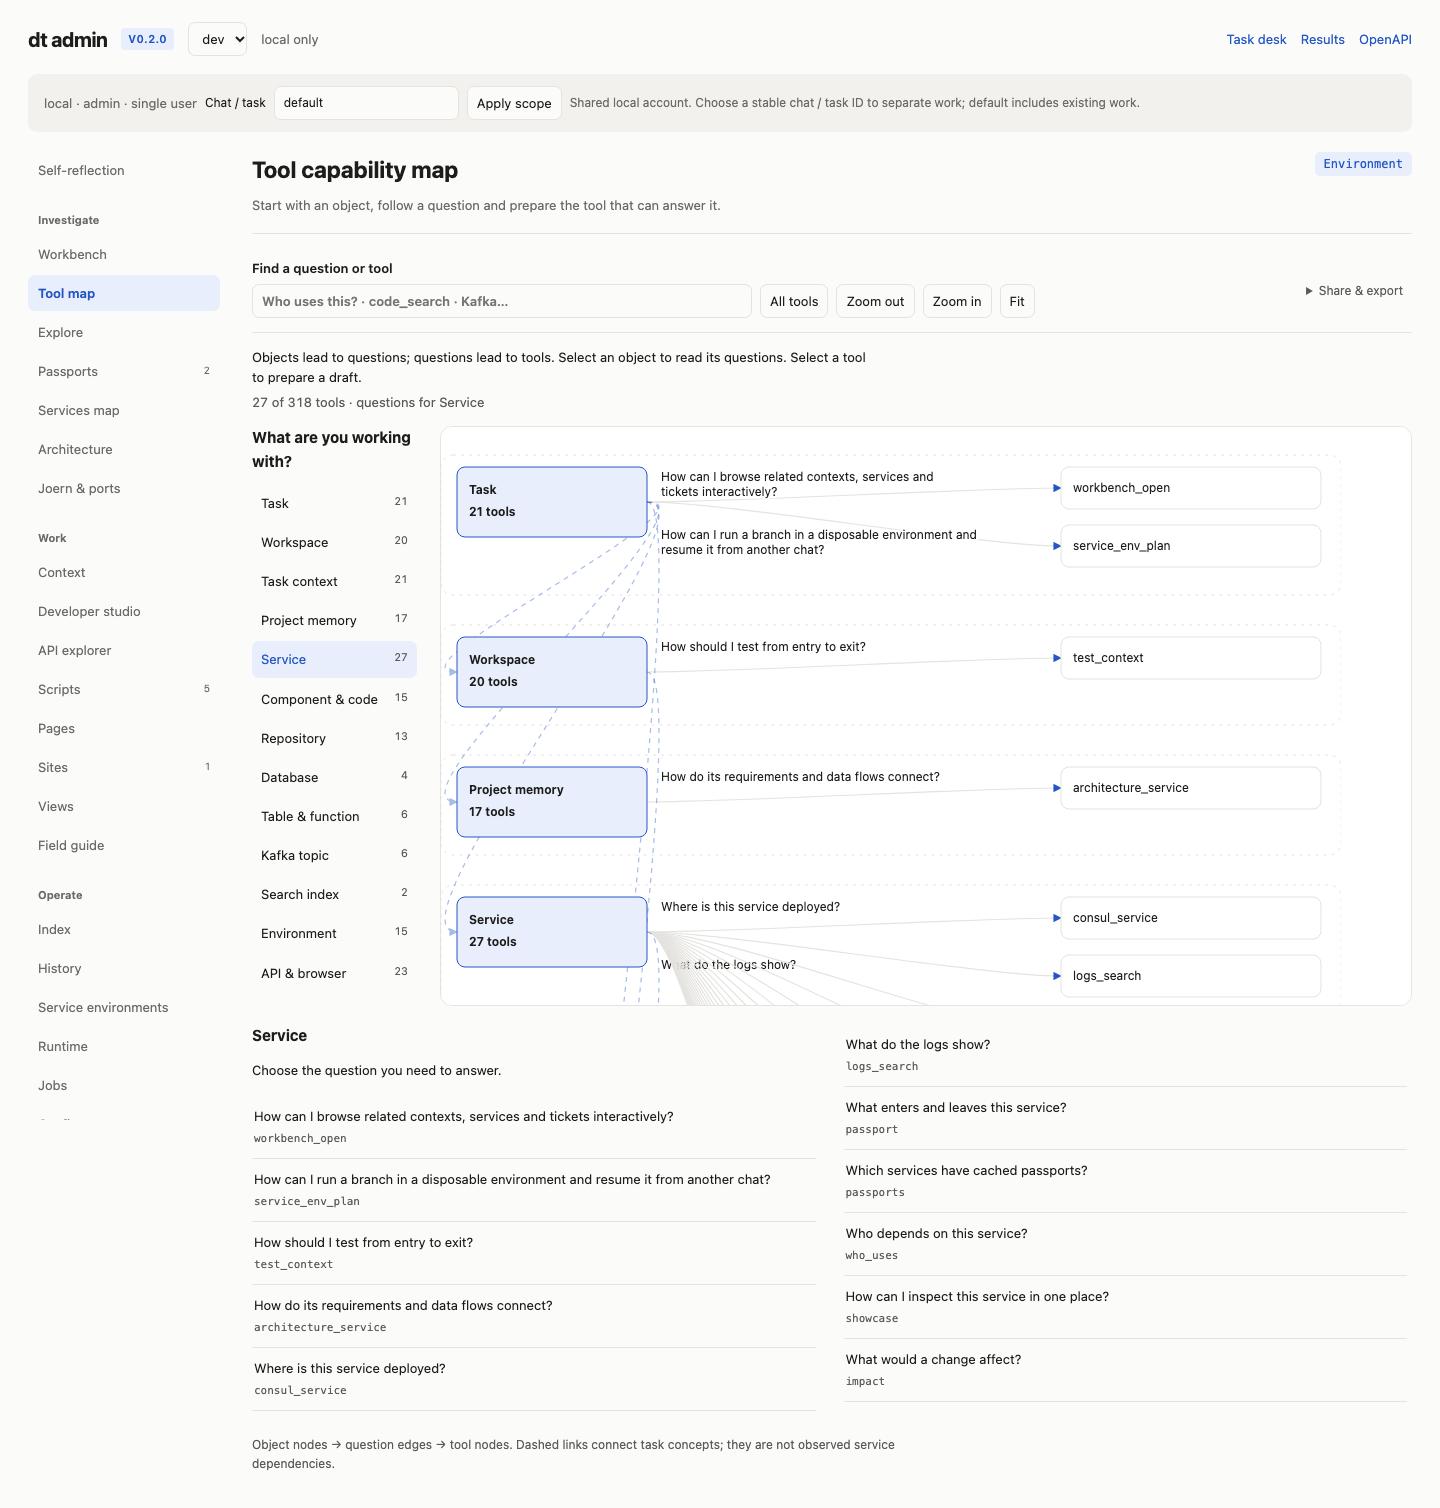 dt admin
V0.2.0
dev
local only
Task desk
Results
OpenAPI
local · admin · single user
Chat / task
default
Apply scope
Shared local account. Choose a stable chat / task ID to separate work; default includes existing work.
Self-reflection
Investigate
Workbench
Tool map
Explore
Passports 2
Services map
Architecture
Joern & ports
Work
Context
Developer studio
API explorer
Scripts 5
Pages
Sites 1
Views
Field guide
Operate
Index
History
Service environments
Runtime
Jobs
Tool capability map
Environment
Start with an object, follow a question and prepare the tool that can answer it.
Find a question or tool
Who uses this? · code_search · Kafka...
All tools
Zoom out
Zoom in
Fit
Share & export
Objects lead to questions; questions lead to tools. Select an object to read its questions. Select a tool
to prepare a draft.
27 of 318 tools · questions for Service
What are you working
with?
Task 21
Workspace 20
Task context 21
Project memory 17
Service 27
Component & code 15
Repository 13
Database 4
Table & function 6
Kafka topic 6
Search index 2
Environment 15
API & browser 23
Task
21 tools
How can I browse related contexts, services and
tickets interactively?
workbench_open
How can I run a branch in a disposable environment and
resume it from another chat?
service_env_plan
Workspace
20 tools
How should I test from entry to exit?
test_context
Project memory
17 tools
How do its requirements and data flows connect?
architecture_service
Service
27 tools
Where is this service deployed?
consul_service
What do the logs show?
logs_search
Service
Choose the question you need to answer.
How can I browse related contexts, services and tickets interactively?
workbench_open
How can I run a branch in a disposable environment and resume it from another chat?
service_env_plan
How should I test from entry to exit?
test_context
How do its requirements and data flows connect?
architecture_service
Where is this service deployed?
consul_service
What do the logs show?
logs_search
What enters and leaves this service?
passport
Which services have cached passports?
passports
Who depends on this service?
who_uses
How can I inspect this service in one place?
showcase
What would a change affect?
impact
Object nodes → question edges → tool nodes. Dashed links connect task concepts; they are not observed service
dependencies.